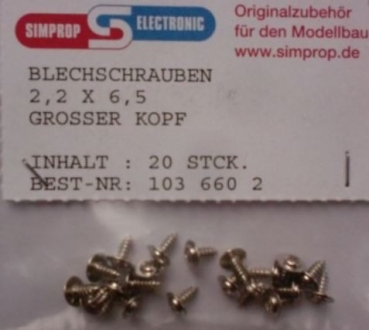 SIMPROP ELECTRONIC
Originalzubehör
für den Modellbau
www.simprop.de
BLECHSCHRAUBEN
2,2 X 6,5
GROSSER KOPF
INHALT : 20 STCK.
BEST-NR: 103 660 2